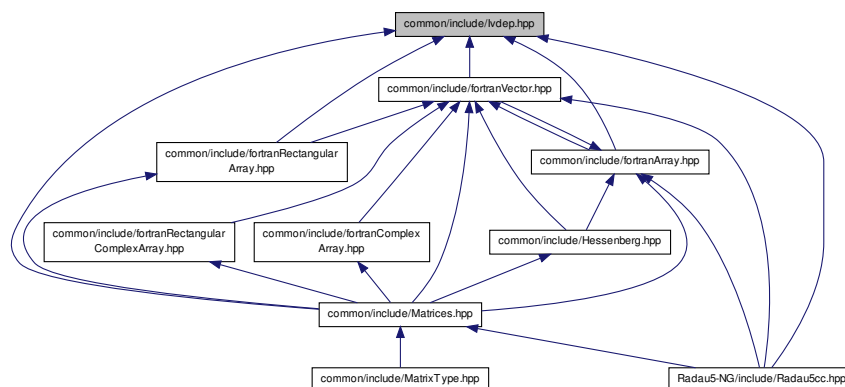 common/include/Ivdep.hpp
common/include/fortranVector.hpp
common/include/fortranRectangular
Array.hpp
common/include/fortranArray.hpp
common/include/fortranRectangular
ComplexArray.hpp
common/include/fortranComplex
Array.hpp
common/include/Hessenberg.hpp
common/include/Matrices.hpp
common/include/MatrixType.hpp
Radau5-NG/include/Radau5cc.hpp